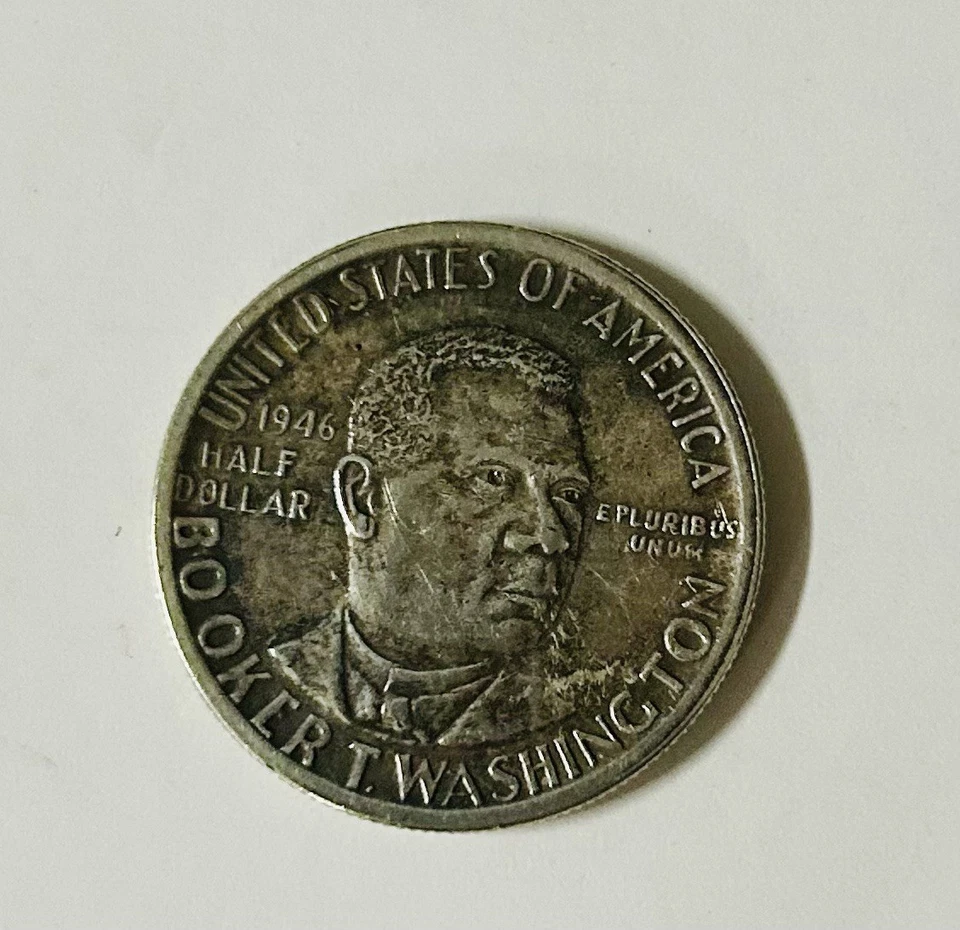 UNITED STATES OF AMERICA
1946
HALF
DOLLAR
E PLURIBUS
UNUM
BOOKER T. WASHINGTON